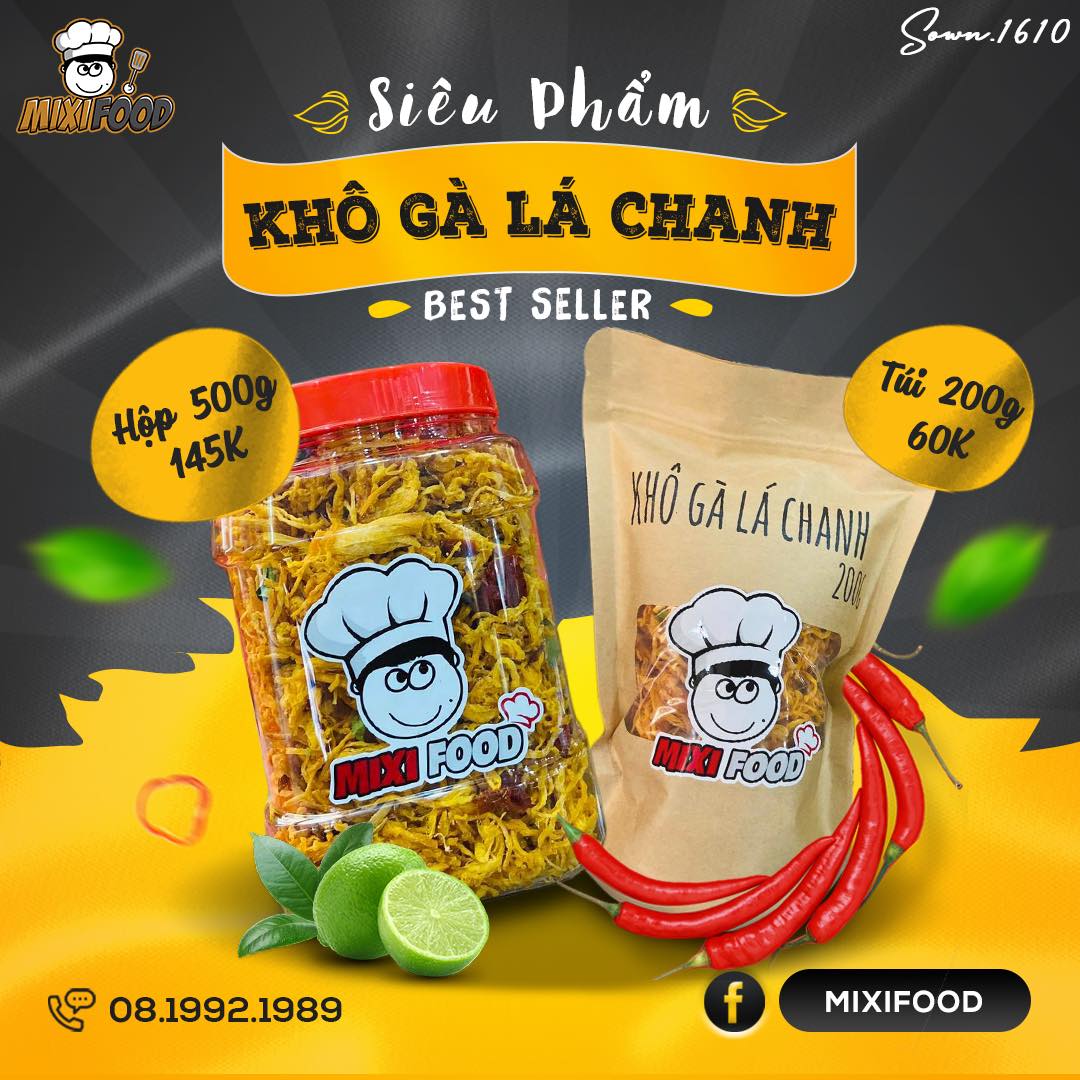 Sown.1610
MIXIFOOD
Siêu Phẩm
KHÔ GÀ LÁ CHANH
BEST SELLER
Hộp 500g
145K
Túi 200g
60K
KHÔ GÀ LÁ CHANH
200G
MIXI FOOD
MIXI FOOD
08.1992.1989
f
MIXIFOOD